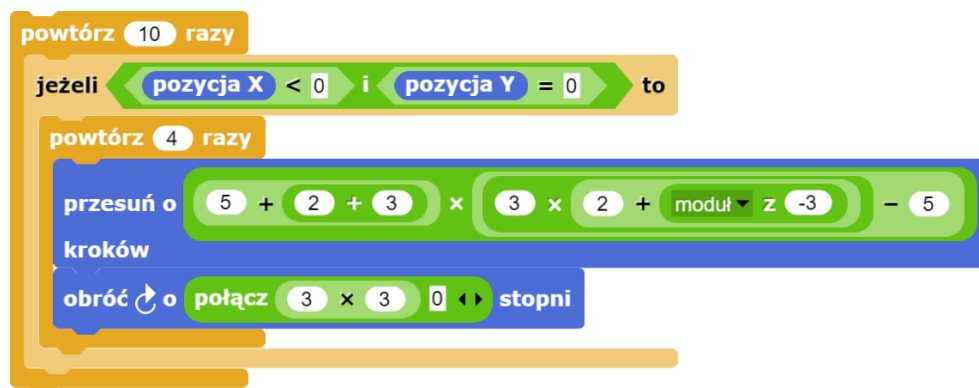 powtórz 10 razy
jeżeli pozycja X < 0 i pozycja Y = 0 to
powtórz 4 razy
przesuń o 5 + 2 + 3 × 3 × 2 + moduł z -3 - 5
kroków
obróć o połącz 3 × 3 0 stopni